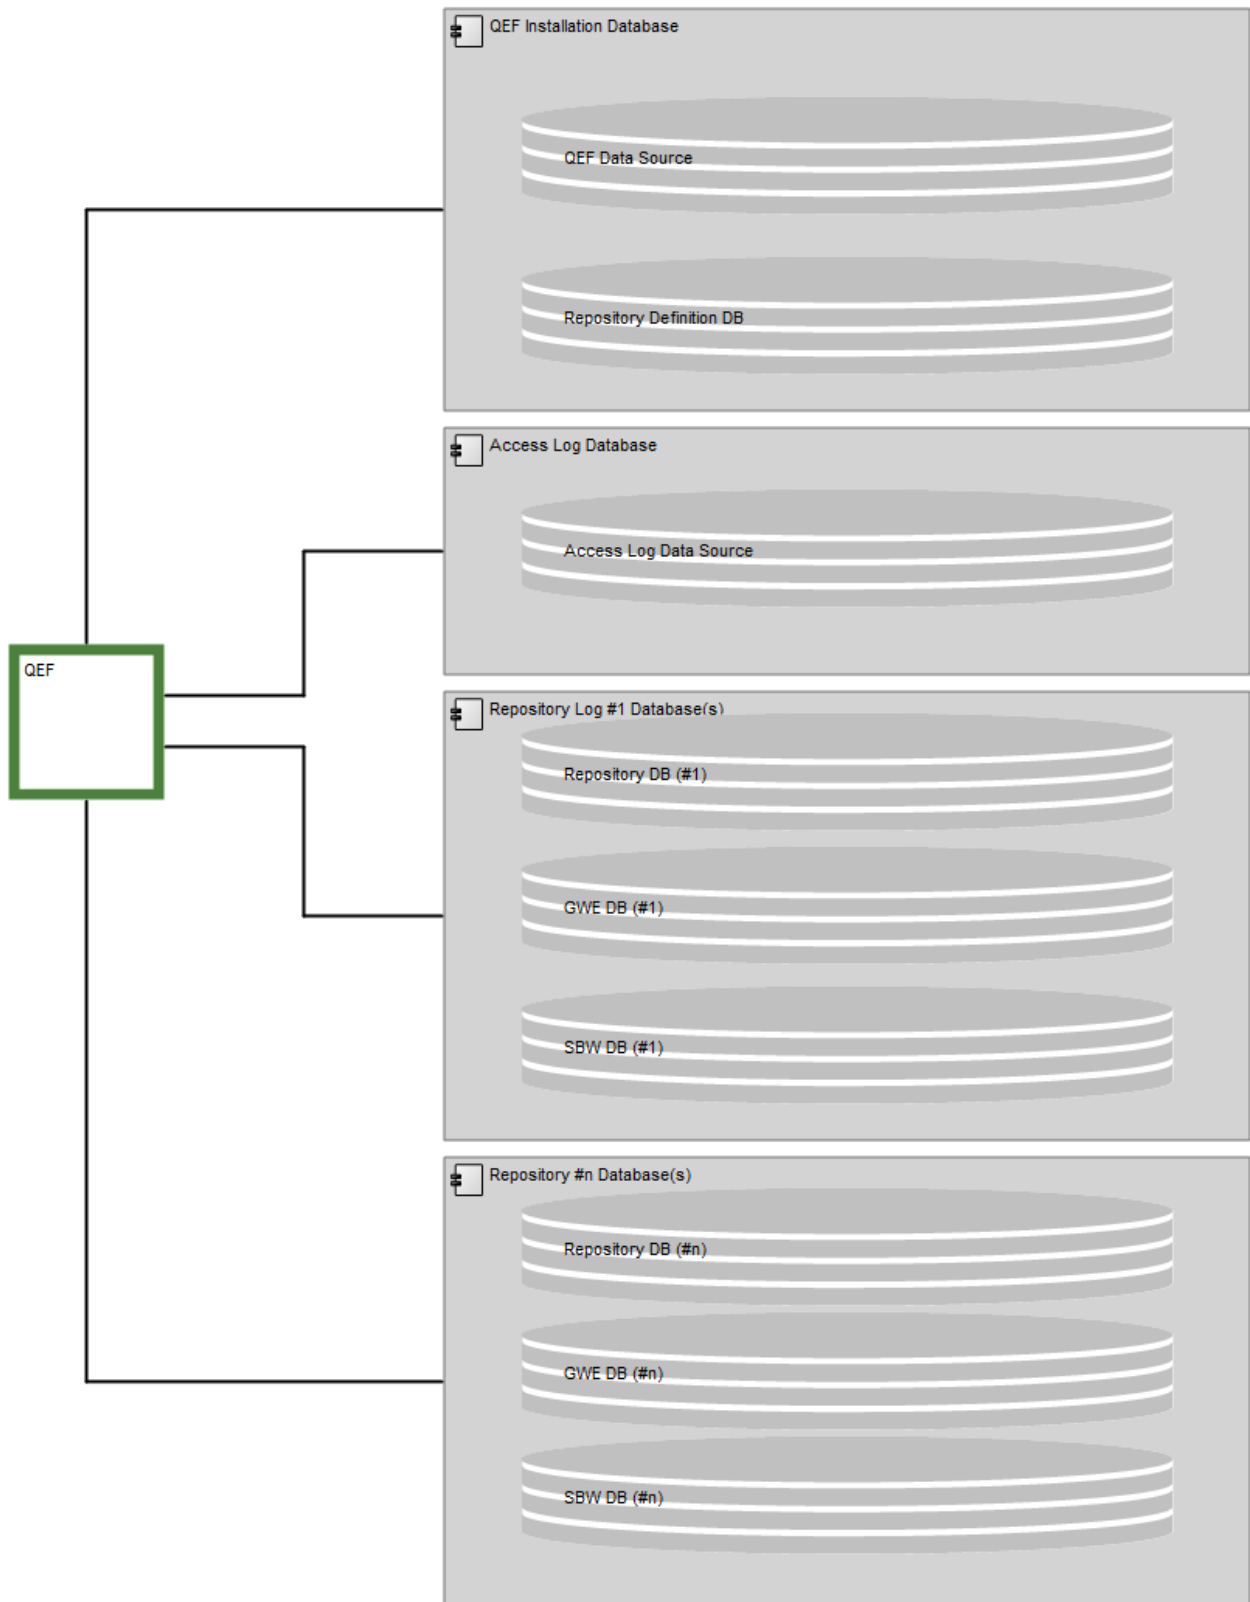 QEF Installation Database
QEF Data Source
Repository Definition DB
Access Log Database
Access Log Data Source
QEF
Repository Log #1 Database(s)
Repository DB (#1)
GWE DB (#1)
SBW DB (#1)
Repository #n Database(s)
Repository DB (#n)
GWE DB (#n)
SBW DB (#n)